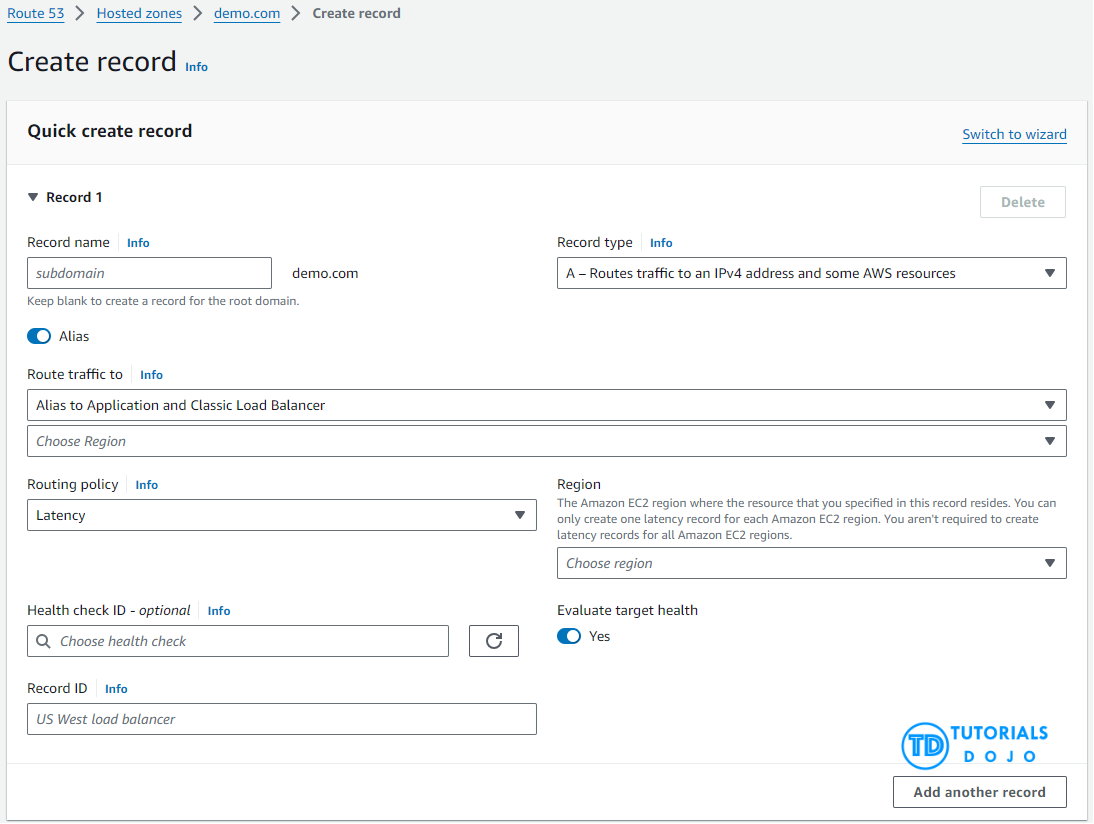 Route 53 > Hosted zones > demo.com > Create record
Create record Info
Quick create record
Switch to wizard
Record 1
Delete
Record name Info
subdomain
demo.com
Keep blank to create a record for the root domain.
Record type Info
A – Routes traffic to an IPv4 address and some AWS resources
Alias
Route traffic to Info
Alias to Application and Classic Load Balancer
Choose Region
Routing policy Info
Latency
Region
The Amazon EC2 region where the resource that you specified in this record resides. You can
only create one latency record for each Amazon EC2 region. You aren't required to create
latency records for all Amazon EC2 regions.
Choose region
Health check ID - optional Info
Choose health check
Evaluate target health
Yes
Record ID Info
US West load balancer
TD TUTORIALS
DOJO
Add another record